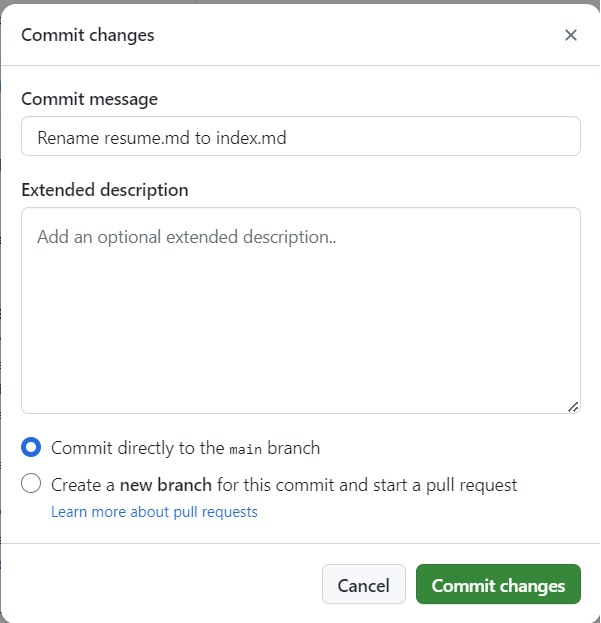 Commit changes
Commit message
Rename resume.md to index.md
Extended description
Add an optional extended description..
Commit directly to the main branch
Create a new branch for this commit and start a pull request
Learn more about pull requests
Cancel
Commit changes